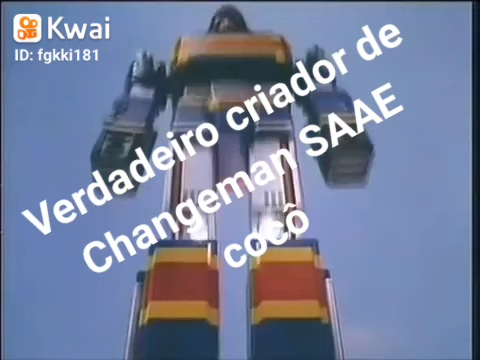 Kwai
ID: fgkki181
Verdadeiro criador de
Changeman SAAE
cocô